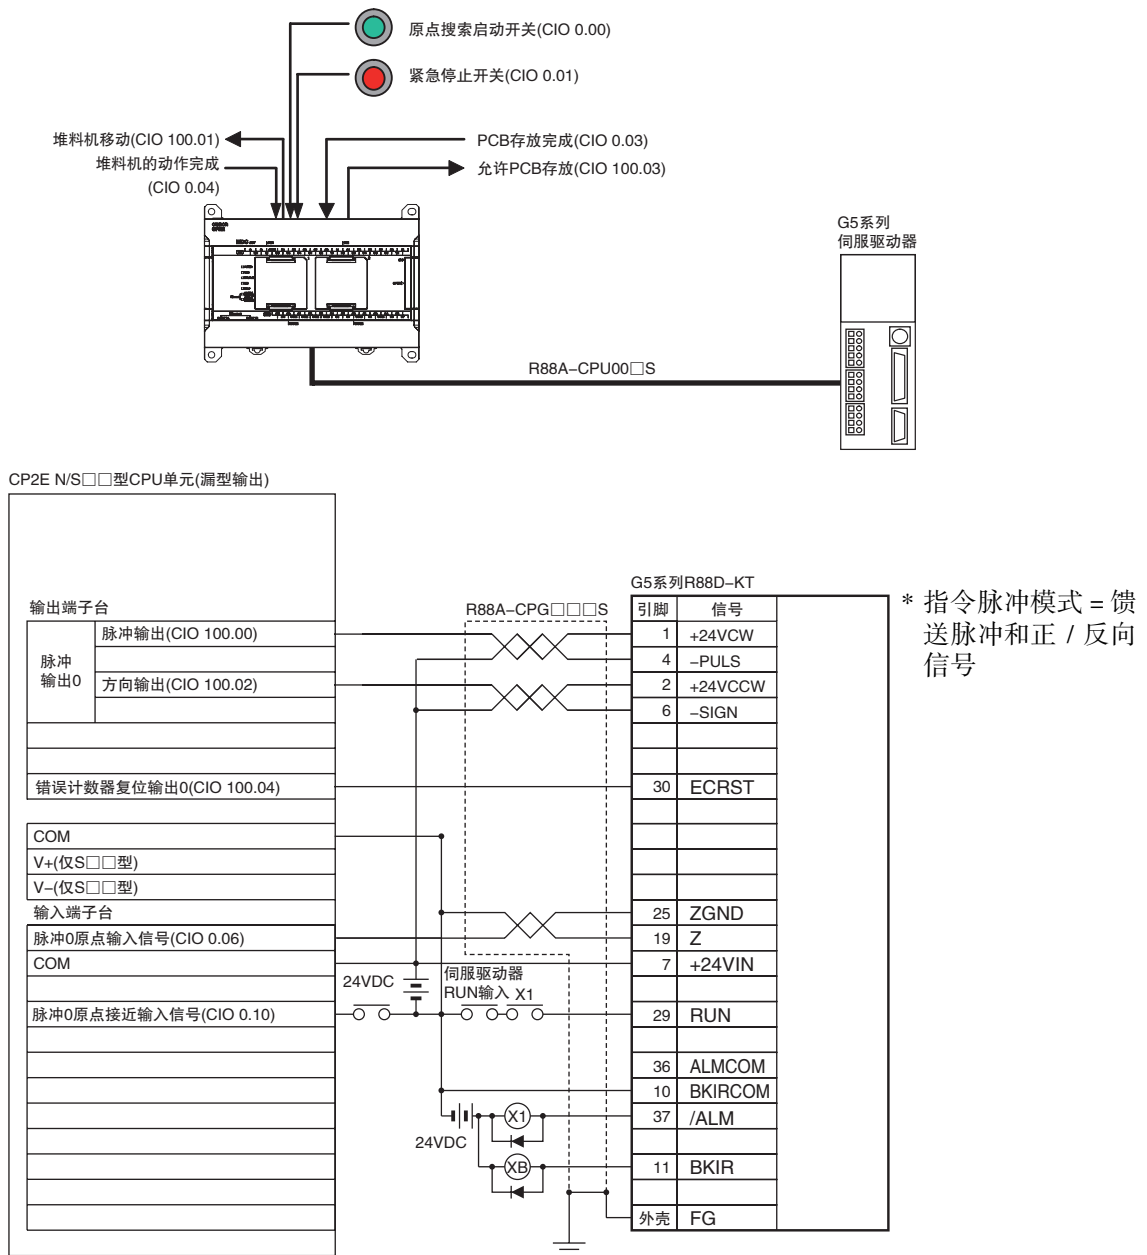 原点搜索启动开关(CIO 0.00)
紧急停止开关(CIO 0.01)
堆料机移动(CIO 100.01)
堆料机的动作完成
(CIO 0.04)
PCB存放完成(CIO 0.03)
允许PCB存放(CIO 100.03)
G5系列
伺服驱动器
R88A-CPU00□S
CP2E N/S□□型CPU单元(漏型输出)
输出端子台
脉冲
输出0
脉冲输出(CIO 100.00)
方向输出(CIO 100.02)
错误计数器复位输出0(CIO 100.04)
COM
V+(仅S□□型)
V-(仅S□□型)
输入端子台
脉冲0原点输入信号(CIO 0.06)
COM
脉冲0原点接近输入信号(CIO 0.10)
R88A-CPG□□□S
24VDC
伺服驱动器
RUN输入 X1
24VDC
X1
XB
G5系列R88D-KT
引脚 信号
1 +24VCW
4 -PULS
2 +24VCCW
6 -SIGN
30 ECRST
25 ZGND
19 Z
7 +24VIN
29 RUN
36 ALMCOM
10 BKIRCOM
37 /ALM
11 BKIR
外壳 FG
* 指令脉冲模式 = 馈
送脉冲和正 / 反向
信号